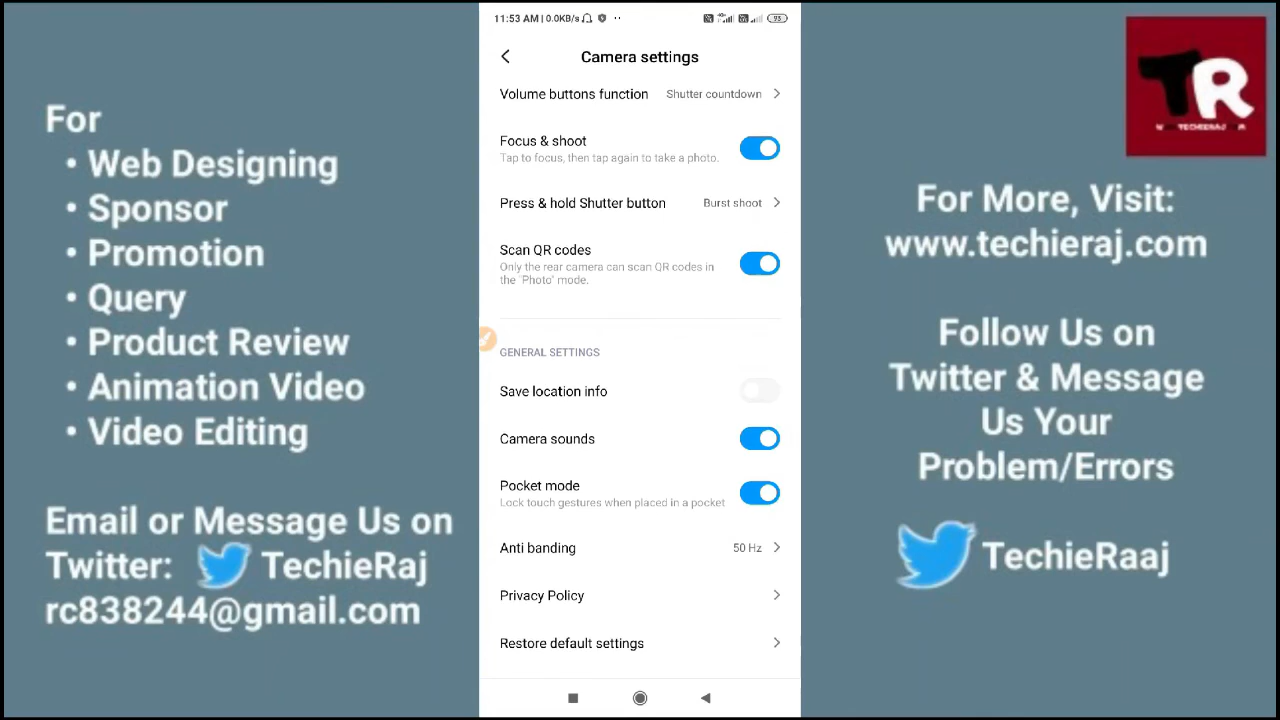 For
• Web Designing
• Sponsor
• Promotion
• Query
• Product Review
• Animation Video
• Video Editing
Email or Message Us on
Twitter: TechieRaj
rc838244@gmail.com
11:53 AM | 0.0KB/s
4G
93
Camera settings
Volume buttons function Shutter countdown
Focus & shoot
Tap to focus, then tap again to take a photo.
Press & hold Shutter button Burst shoot
Scan QR codes
Only the rear camera can scan QR codes in
the 'Photo' mode.
GENERAL SETTINGS
Save location info
Camera sounds
Pocket mode
Lock touch gestures when placed in a pocket
Anti banding 50 Hz
Privacy Policy
Restore default settings
TR
For More, Visit:
www.techieraj.com
Follow Us on
Twitter & Message
Us Your
Problem/Errors
TechieRaaj